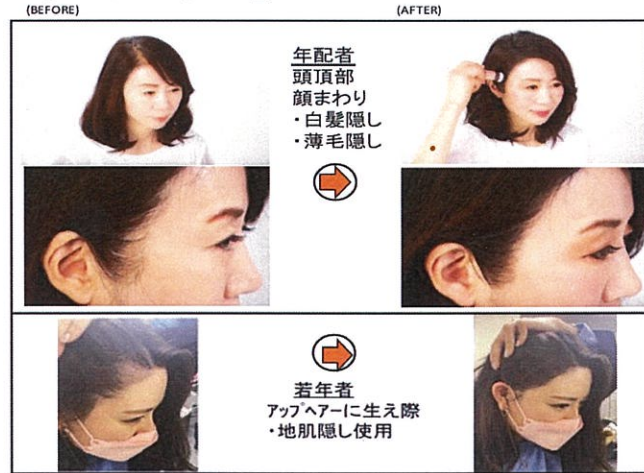 (BEFORE)
(AFTER)
年配者
頭頂部
顔まわり
・白髪隠し
・薄毛隠し
若年者
アップヘアーに生え際
・地肌隠し使用